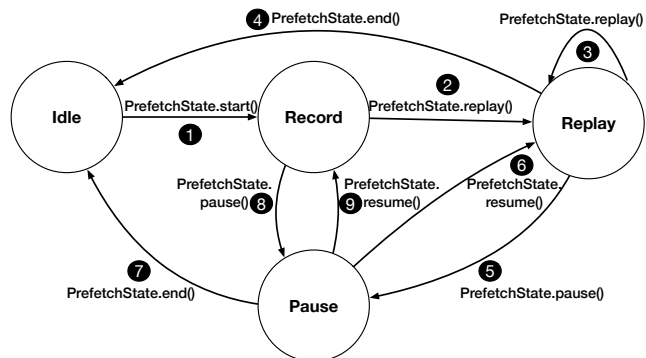 4 PrefetchState.end()
PrefetchState.replay()
3
2
Idle
PrefetchState.start()
1
Record
PrefetchState.replay()
Replay
6
PrefetchState.
pause() 8
PrefetchState.
9 resume()
PrefetchState.
resume()
7
PrefetchState.end()
5
PrefetchState.pause()
Pause